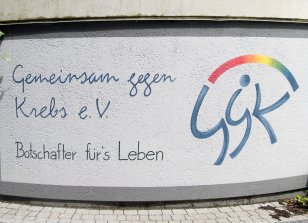 Gemeinsam gegen
Krebs e.V.
Botschafter für's Leben
GGK